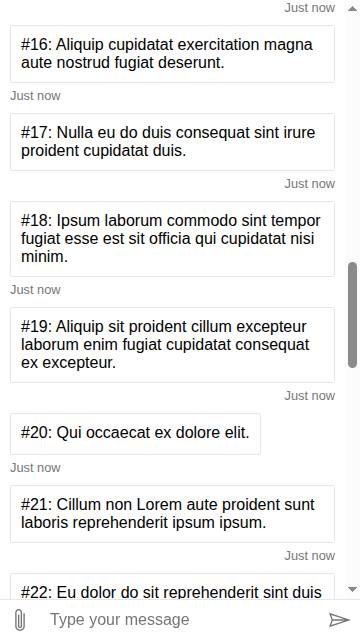 Just now
#16: Aliquip cupidatat exercitation magna
aute nostrud fugiat deserunt.
Just now
#17: Nulla eu do duis consequat sint irure
proident cupidatat duis.
Just now
#18: Ipsum laborum commodo sint tempor
fugiat esse est sit officia qui cupidatat nisi
minim.
Just now
#19: Aliquip sit proident cillum excepteur
laborum enim fugiat cupidatat consequat
ex excepteur.
Just now
#20: Qui occaecat ex dolore elit.
Just now
#21: Cillum non Lorem aute proident sunt
laboris reprehenderit ipsum ipsum.
Just now
#22: Eu dolor do sit reprehenderit sint duis
Type your message